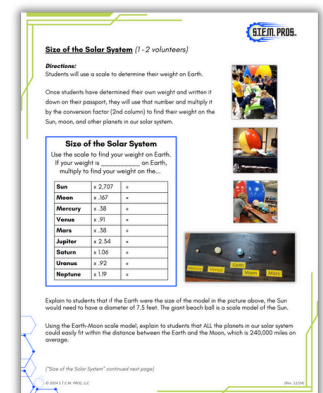 S.T.E.M. PROS.
Size of the Solar System (1 - 2 volunteers)
Directions:
Students will use a scale to determine their weight on Earth.
Once students have determined their own weight and written it
down on their passport, they will use that number and multiply it
by the conversion factor (2nd column) to find their weight on the
Sun, moon, and other planets in our solar system.
Size of the Solar System
Use the scale to find your weight on Earth.
If your weight is __________ on Earth,
multiply to find your weight on the...
Sun x 2,707 =
Moon x .167 =
Mercury x .38 =
Venus x .91 =
Mars x .38 =
Jupiter x 2.54 =
Saturn x 1.06 =
Uranus x .92 =
Neptune x 1.19 =
Venus
Earth
Moon
Mars
Explain to students that if the Earth were the size of the model in the picture above, the Sun
would need to have a diameter of 7.5 feet. The giant beach ball is a scale model of the Sun.
Using the Earth-Moon scale model, explain to students that ALL the planets in our solar system
could easily fit within the distance between the Earth and the Moon, which is 240,000 miles on
average.
("Size of the Solar System" continued next page)
© 2024 S.T.E.M. PROS, LLC
(Rev. 12/24)